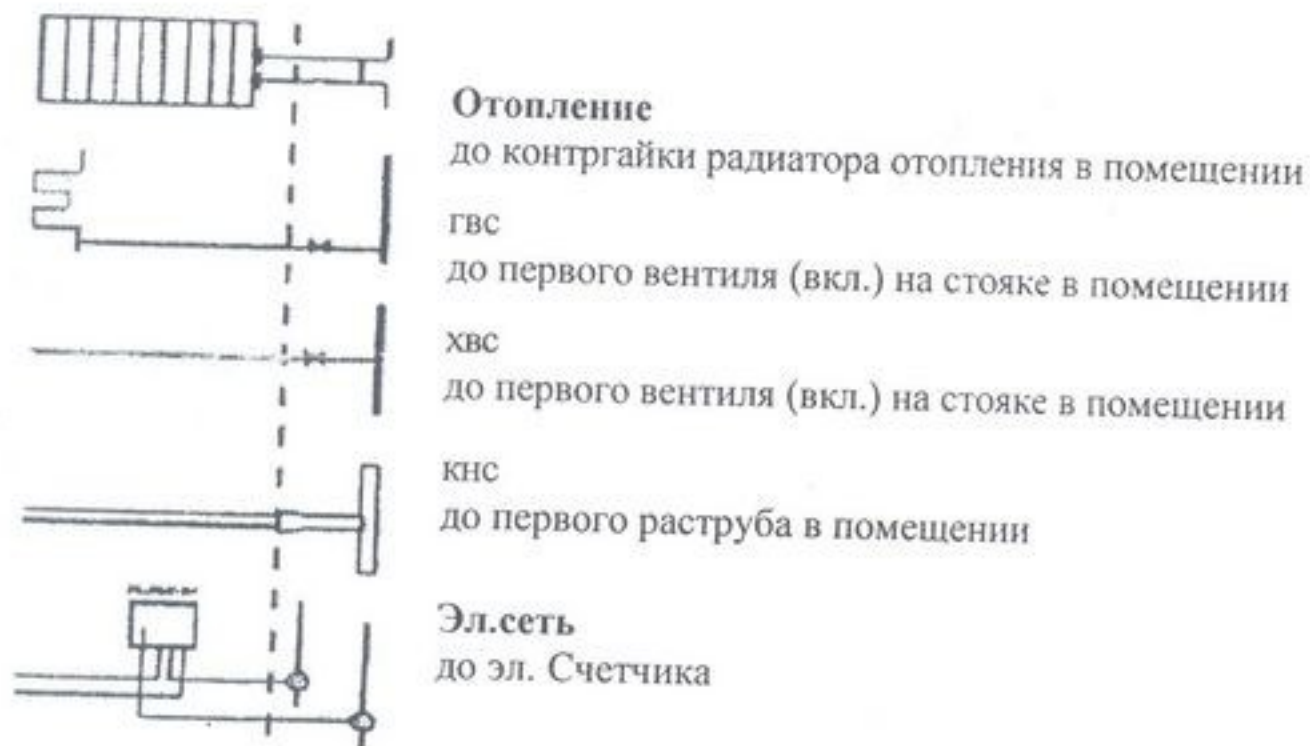 Отопление
до контргайки радиатора отопления в помещении
гвс
до первого вентиля (вкл.) на стояке в помещении
хвс
до первого вентиля (вкл.) на стояке в помещении
кнс
до первого раструба в помещении
Эл.сеть
до эл. Счетчика